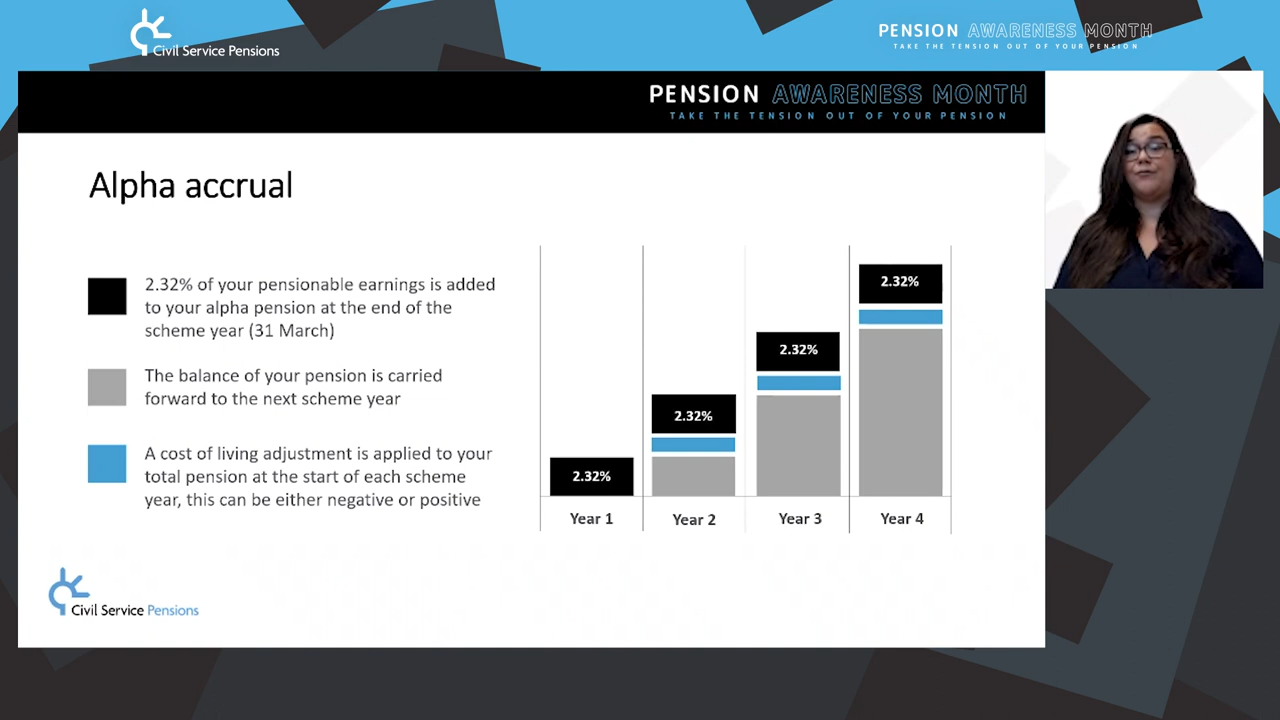 Civil Service Pensions
PENSION AWARENESS MONTH
TAKE THE TENSION OUT OF YOUR PENSION
PENSION AWARENESS MONTH
TAKE THE TENSION OUT OF YOUR PENSION
Alpha accrual
2.32% of your pensionable earnings is added
to your alpha pension at the end of the
scheme year (31 March)
The balance of your pension is carried
forward to the next scheme year
A cost of living adjustment is applied to your
total pension at the start of each scheme
year, this can be either negative or positive
2.32%
2.32%
2.32%
2.32%
Year 1
Year 2
Year 3
Year 4
Civil Service Pensions